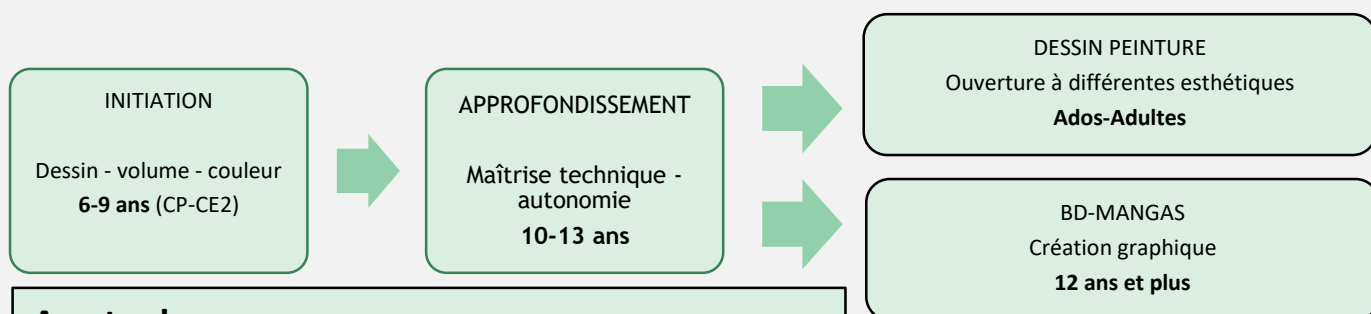 INITIATION
Dessin - volume - couleur
6-9 ans (CP-CE2)
APPROFONDISSEMENT
Maîtrise technique -
autonomie
10-13 ans
DESSIN PEINTURE
Ouverture à différentes esthétiques
Ados-Adultes
BD-MANGAS
Création graphique
12 ans et plus